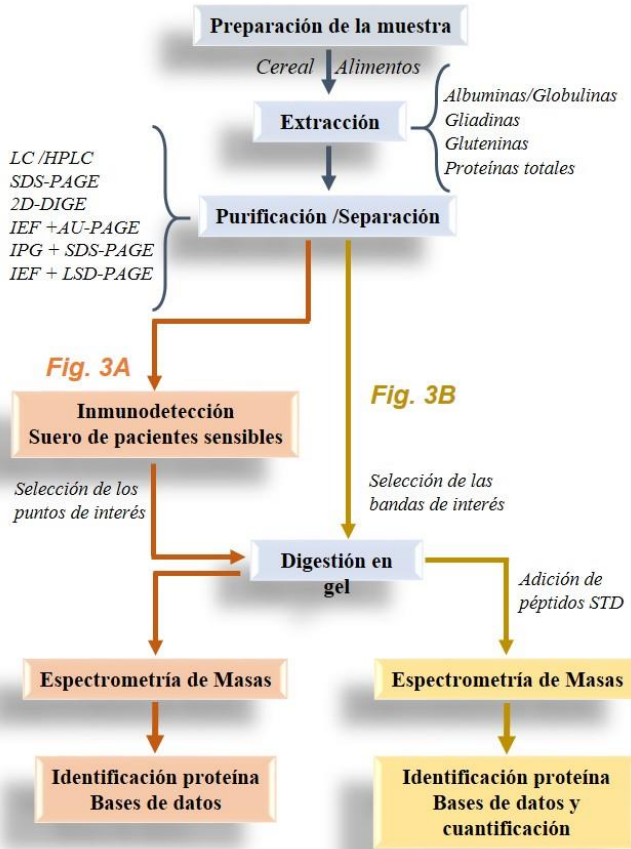 Preparación de la muestra
Cereal Alimentos
Extracción
Albuminas/Globulinas
Gliadinas
Gluteninas
Proteínas totales
LC /HPLC
SDS-PAGE
2D-DIGE
IEF +AU-PAGE
IPG + SDS-PAGE
IEF + LSD-PAGE
Purificación /Separación
Fig. 3A
Fig. 3B
Inmunodetección
Suero de pacientes sensibles
Selección de los
puntos de interés
Selección de las
bandas de interés
Digestión en
gel
Adición de
péptidos STD
Espectrometría de Masas
Espectrometría de Masas
Identificación proteína
Bases de datos
Identificación proteína
Bases de datos y
cuantificación